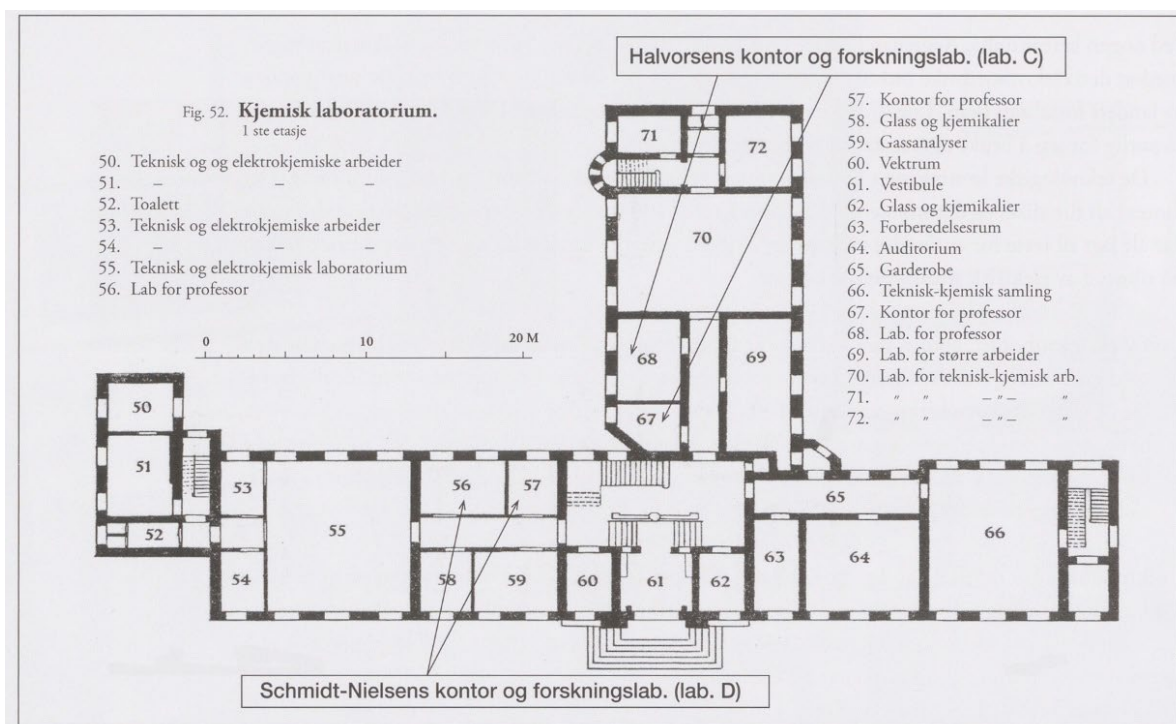 Halvorsens kontor og forskningslab. (lab. C)
Fig. 52. Kjemisk laboratorium.
1 ste etasje
50. Teknisk og og elektrokjemiske arbeider
51. – – –
52. Toalett
53. Teknisk og elektrokjemiske arbeider
54. – – –
55. Teknisk og elektrokjemisk laboratorium
56. Lab for professor
57. Kontor for professor
58. Glass og kjemikalier
59. Gassanalyser
60. Vektrum
61. Vestibule
62. Glass og kjemikalier
63. Forberedelsesrum
64. Auditorium
65. Garderobe
66. Teknisk-kjemisk samling
67. Kontor for professor
68. Lab. for professor
69. Lab. for større arbeider
70. Lab. for teknisk-kjemisk arb.
71. " " – " – "
72. " " – " – "
0 10 20 M
71 72
70
68 69
67
50
51
52
53
54
55
56 57
58 59
60 61 62
63 64
65
66
Schmidt-Nielsens kontor og forskningslab. (lab. D)